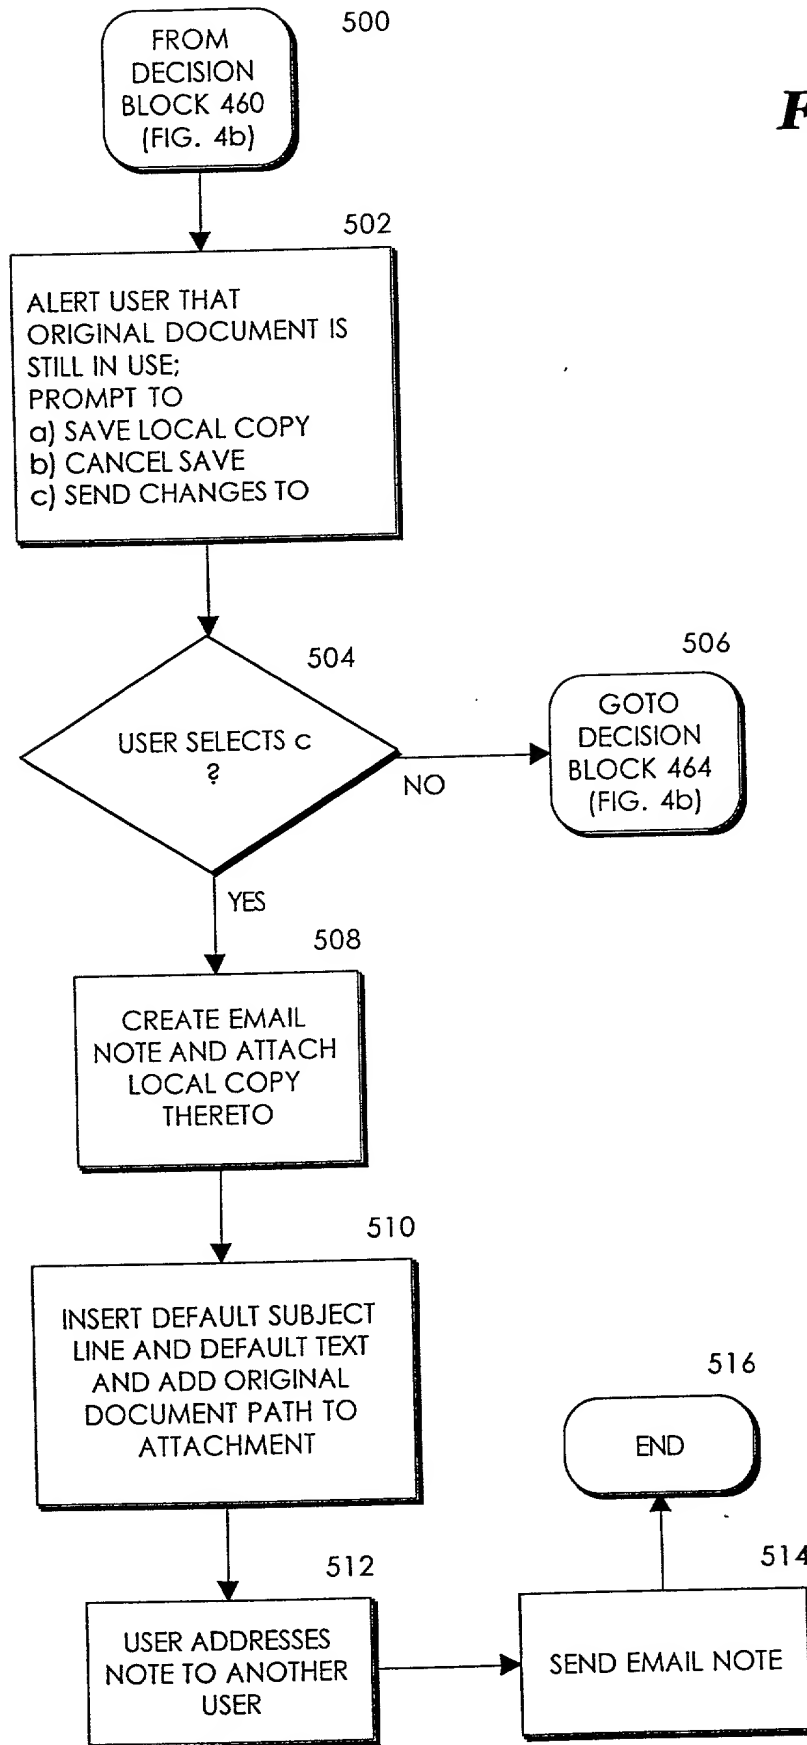 500
FROM
DECISION
BLOCK 460
(FIG. 4b)
F
502
ALERT USER THAT
ORIGINAL DOCUMENT IS
STILL IN USE;
PROMPT TO
a) SAVE LOCAL COPY
b) CANCEL SAVE
c) SEND CHANGES TO
504
USER SELECTS c
?
506
GOTO
DECISION
BLOCK 464
(FIG. 4b)
NO
YES
508
CREATE EMAIL
NOTE AND ATTACH
LOCAL COPY
THERETO
510
INSERT DEFAULT SUBJECT
LINE AND DEFAULT TEXT
AND ADD ORIGINAL
DOCUMENT PATH TO
ATTACHMENT
516
END
512
USER ADDRESSES
NOTE TO ANOTHER
USER
514
SEND EMAIL NOTE